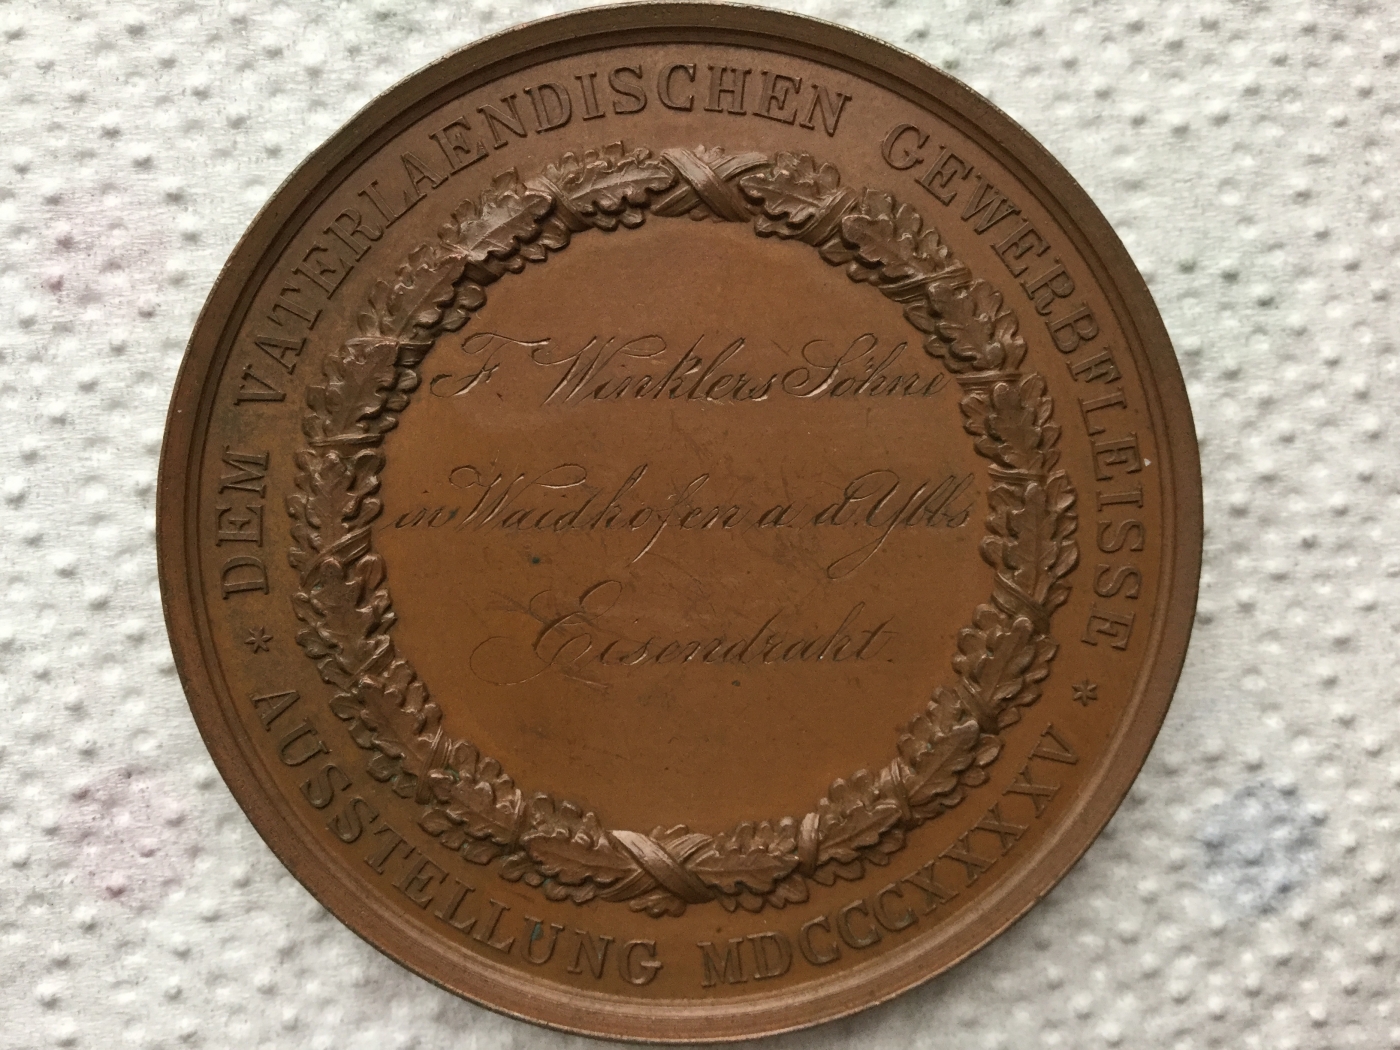 * DEM VATERLAENDISCHEN GEWERBFLEISSE *
AUSSTELLUNG MDCCCXXXXV
F. Winklers Söhne
in Waidhofen a. d. Ybbs
Eisendraht.